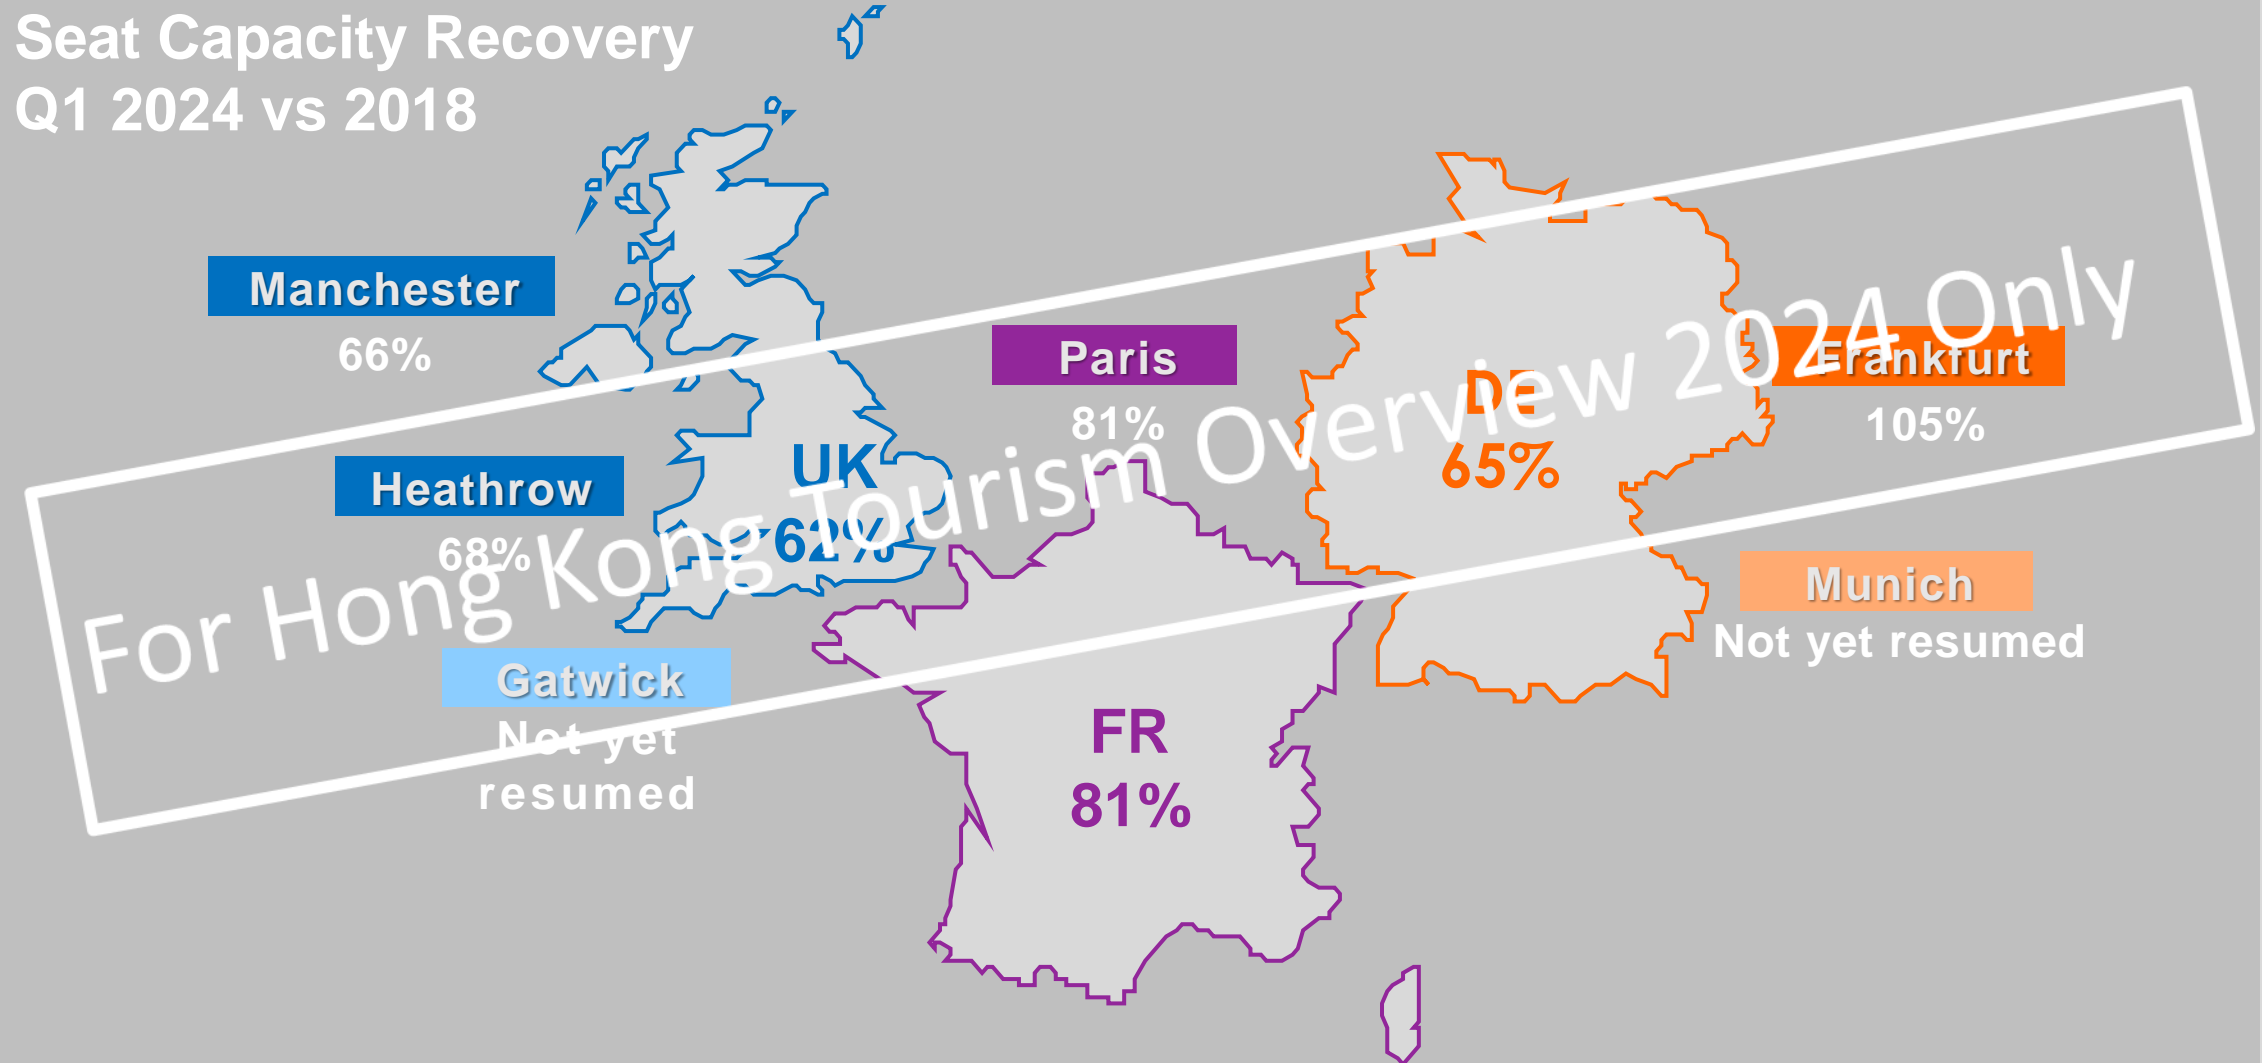 Seat Capacity Recovery
Q1 2024 vs 2018
Manchester
66%
Heathrow
68%
Gatwick
Not yet
resumed
UK
62%
Paris
81%
FR
81%
DE
65%
Frankfurt
105%
Munich
Not yet resumed
For Hong Kong Tourism Overview 2024 Only